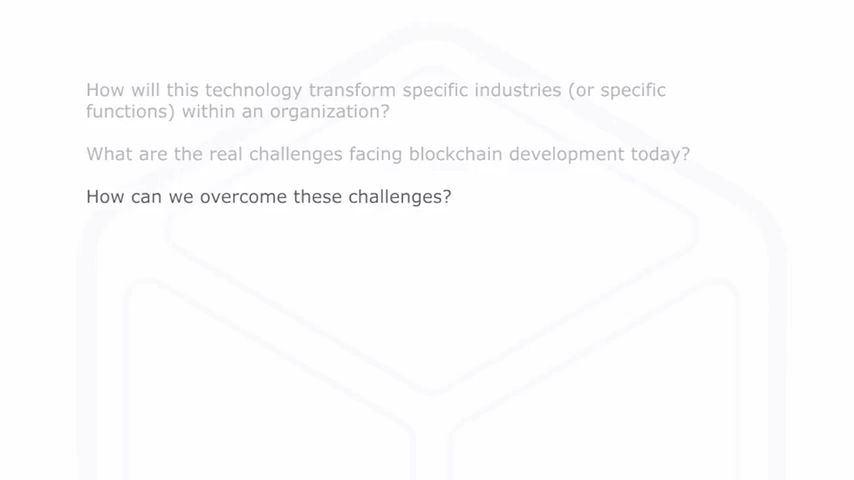 How will this technology transform specific industries (or specific
functions) within an organization?
What are the real challenges facing blockchain development today?
How can we overcome these challenges?